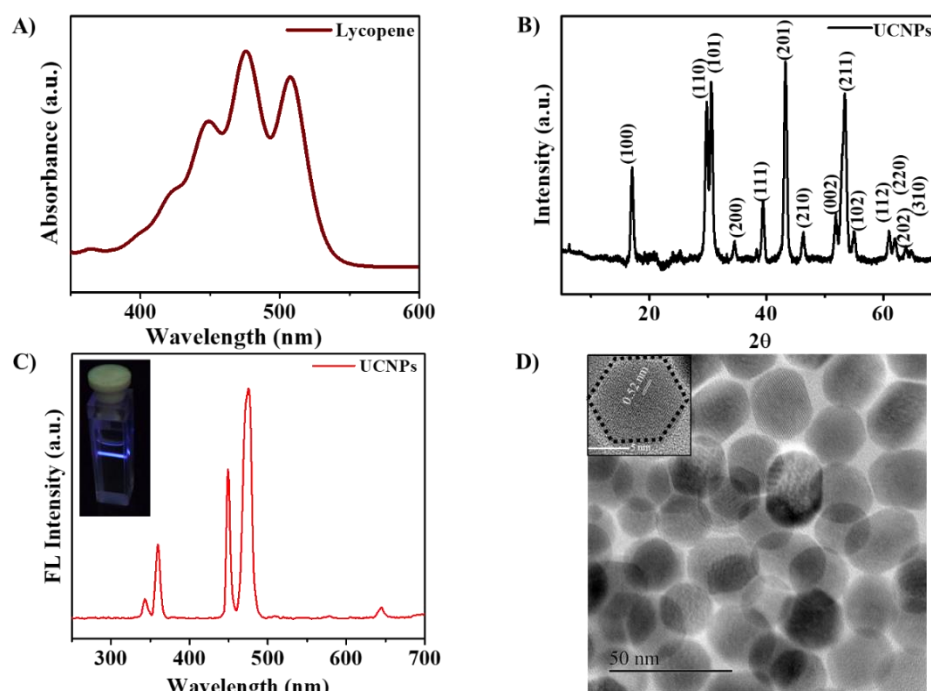 A)
Lycopene
Absorbance (a.u.)
400
500
600
Wavelength (nm)
B)
UCNPs
Intensity (a.u.)
(100)
(110)
(101)
(200)
(111)
(201)
(210)
(002)
(211)
(102)
(112)
(202)
(220)
(310)
20
40
60
2θ
C)
UCNPs
FL Intensity (a.u.)
300
400
500
600
700
Wavelength (nm)
D)
0.52 nm
5 nm
50 nm